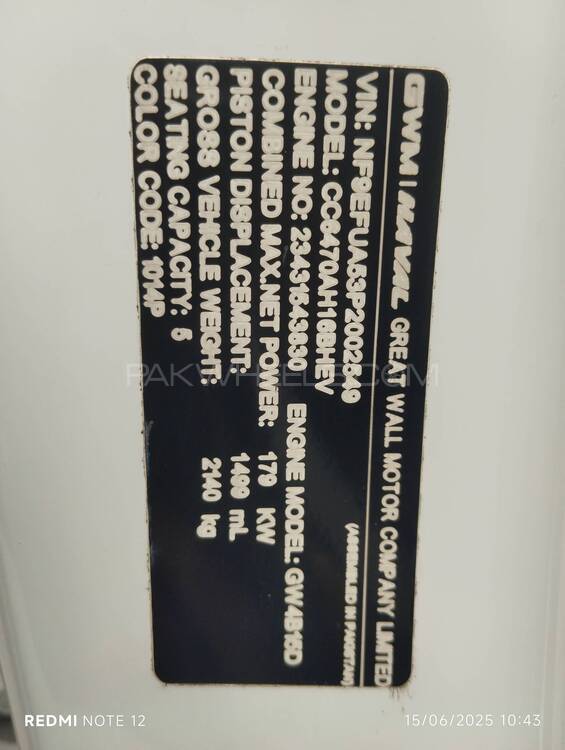 GWM | HAVAL GREAT WALL MOTOR COMPANY LIMITED
(ASSEMBLED IN PAKISTAN)
VIN: NF9EFUA53P2002549
MODEL: CC6470AH16BHEV
ENGINE NO: 23431543830 ENGINE MODEL: GW4B15D
COMBINED MAX.NET POWER: 179 KW
PISTON DISPLACEMENT: 1499 mL
GROSS VEHICLE WEIGHT: 2140 kg
SEATING CAPACITY: 5
COLOR CODE 1014P
PAKWHEELS.COM
REDMI NOTE 12
15/06/2025 10:43